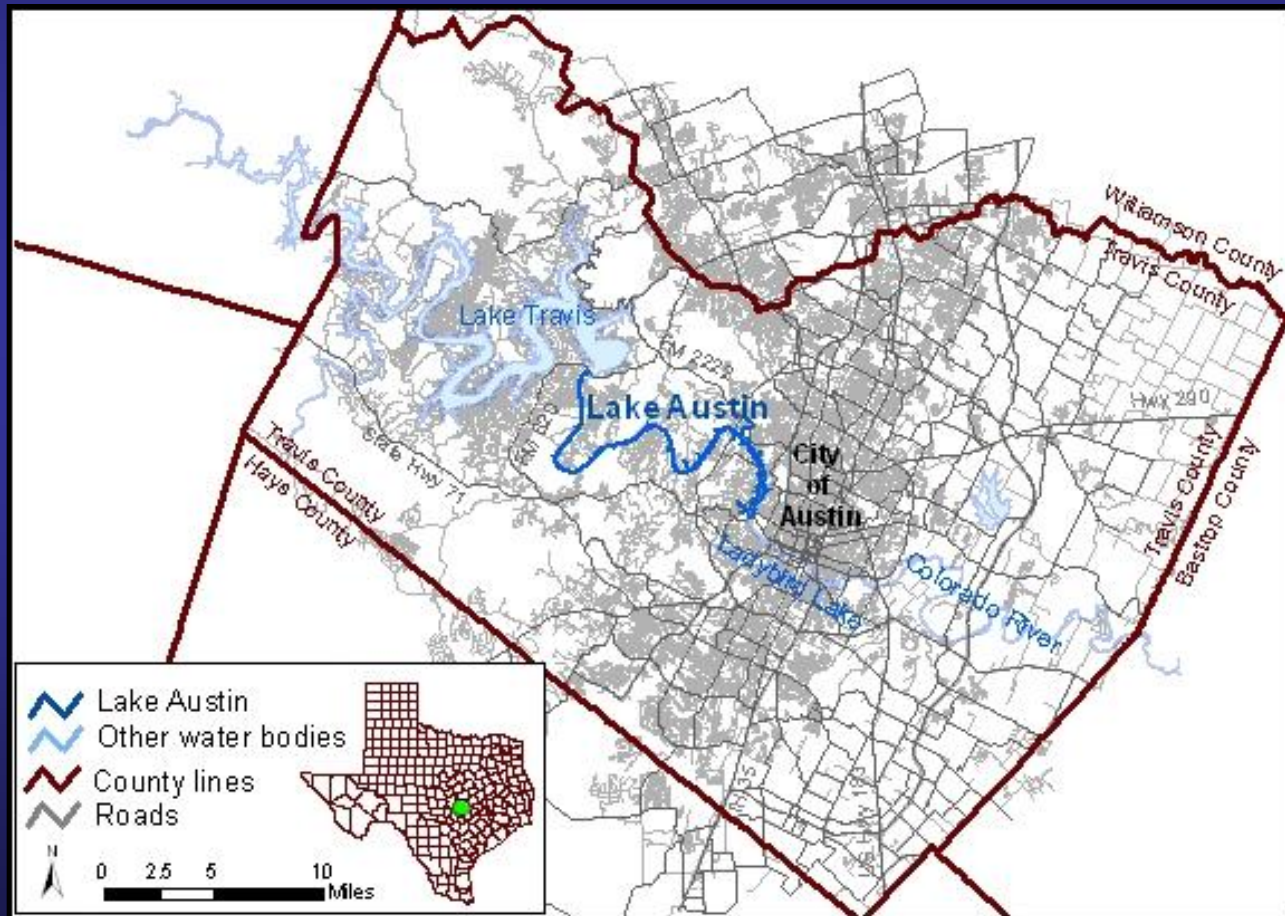 Williamson County
Travis County
Lake Travis
FM 2222
Lake Austin
Hwy 290
City
of
Austin
State Hwy 71
Travis County
Hays County
Travis County
Bastrop County
Ladybird Lake
Colorado River
IH 35
Lake Austin
Other water bodies
County lines
Roads
N
0 2.5 5 10
Miles